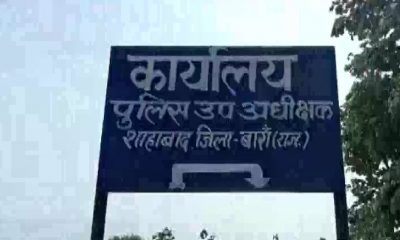 कार्यालय
पुलिस उप अधीक्षक
शाहाबाद, जिला-बाराँ (राज.)